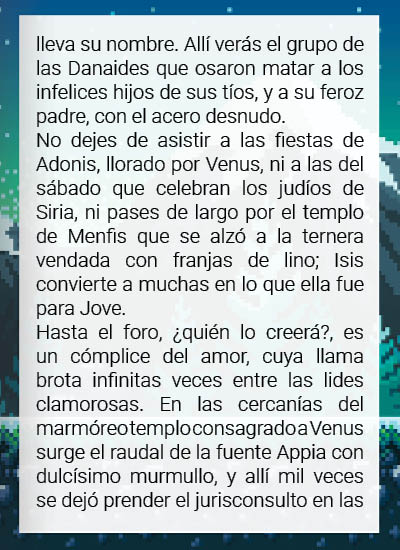 lleva su nombre. Allí verás el grupo de
las Danaides que osaron matar a los
infelices hijos de sus tíos, y a su feroz
padre, con el acero desnudo.
No dejes de asistir a las fiestas de
Adonis, llorado por Venus, ni a las del
sábado que celebran los judíos de
Siria, ni pases de largo por el templo
de Menfis que se alzó a la ternera
vendada con franjas de lino; Isis
convierte a muchas en lo que ella fue
para Jove.
Hasta el foro, ¿quién lo creerá?, es
un cómplice del amor, cuya llama
brota infinitas veces entre las lides
clamorosas. En las cercanías del
marmóreo templo consagrado a Venus
surge el raudal de la fuente Appia con
dulcísimo murmullo, y allí mil veces
se dejó prender el jurisconsulto en las